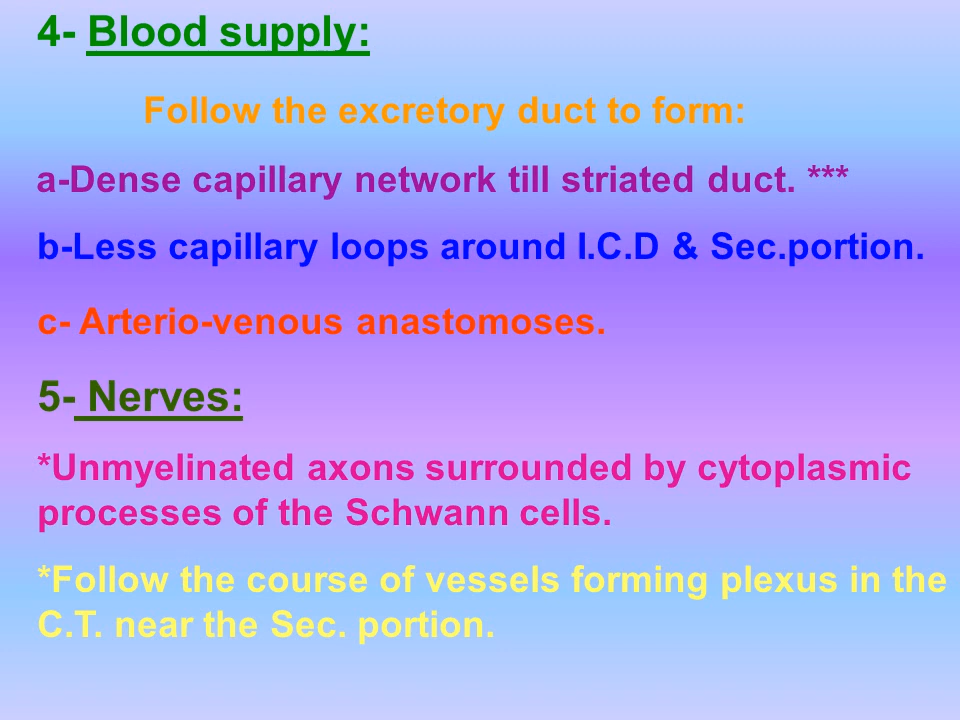 4- Blood supply:
Follow the excretory duct to form:
a-Dense capillary network till striated duct. ***
b-Less capillary loops around I.C.D & Sec.portion.
c- Arterio-venous anastomoses.
5- Nerves:
*Unmyelinated axons surrounded by cytoplasmic
processes of the Schwann cells.
*Follow the course of vessels forming plexus in the
C.T. near the Sec. portion.